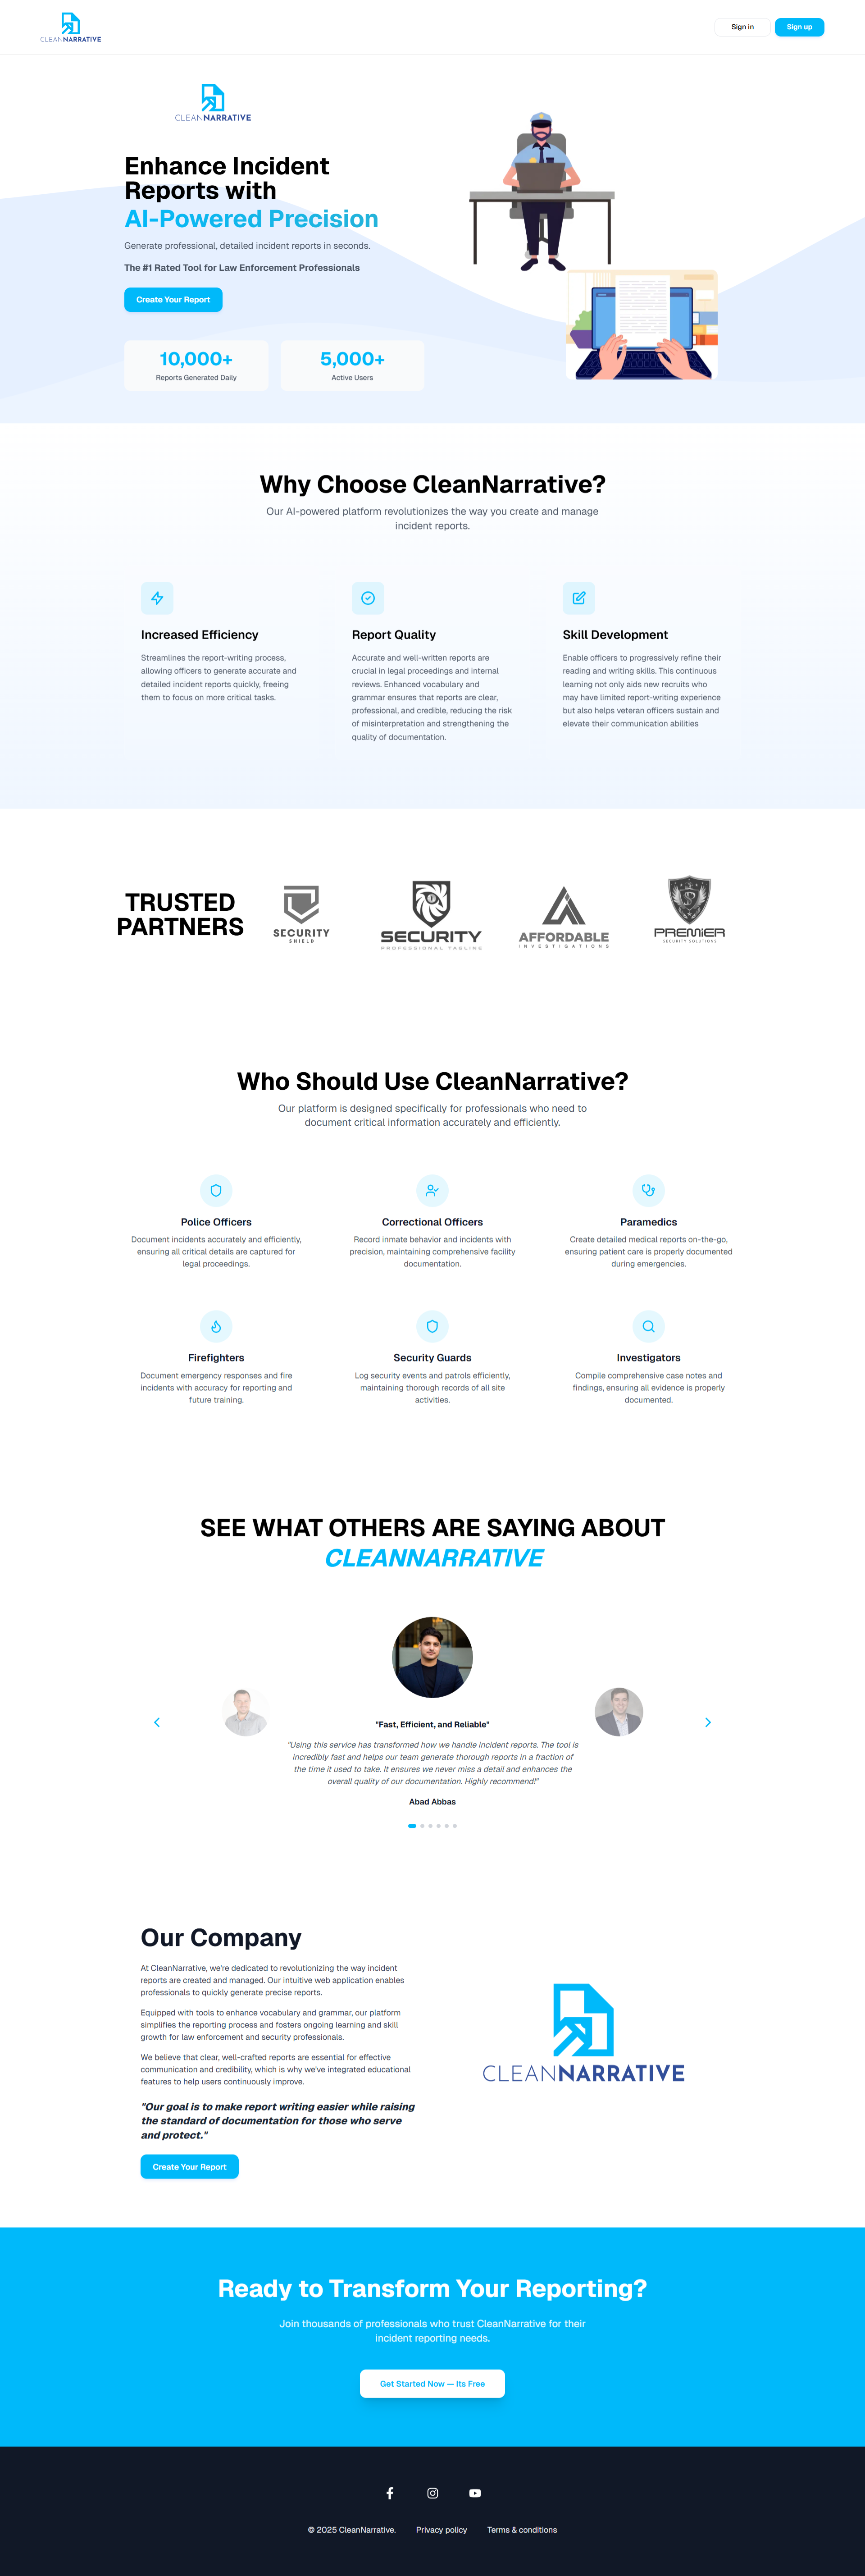 CLEANNARRATIVE
Sign in
Sign up
CLEANNARRATIVE
Enhance Incident
Reports with
AI-Powered Precision
Generate professional, detailed incident reports in seconds.
The #1 Rated Tool for Law Enforcement Professionals
Create Your Report
10,000+
Reports Generated Daily
5,000+
Active Users
Why Choose CleanNarrative?
Our AI-powered platform revolutionizes the way you create and manage
incident reports.
Increased Efficiency
Streamlines the report-writing process,
allowing officers to generate accurate and
detailed incident reports quickly, freeing
them to focus on more critical tasks.
Report Quality
Accurate and well-written reports are
crucial in legal proceedings and internal
reviews. Enhanced vocabulary and
grammar ensures that reports are clear,
professional, and credible, reducing the risk
of misinterpretation and strengthening the
quality of documentation.
Skill Development
Enable officers to progressively refine their
reading and writing skills. This continuous
learning not only aids new recruits who
may have limited report-writing experience
but also helps veteran officers sustain and
elevate their communication abilities
TRUSTED
PARTNERS
SECURITY
SHIELD
SECURITY
PROFESSIONAL TAGLINE
AFFORDABLE
INVESTIGATIONS
PREMIER
SECURITY SOLUTIONS
Who Should Use CleanNarrative?
Our platform is designed specifically for professionals who need to
document critical information accurately and efficiently.
Police Officers
Document incidents accurately and efficiently,
ensuring all critical details are captured for
legal proceedings.
Correctional Officers
Record inmate behavior and incidents with
precision, maintaining comprehensive facility
documentation.
Paramedics
Create detailed medical reports on-the-go,
ensuring patient care is properly documented
during emergencies.
Firefighters
Document emergency responses and fire
incidents with accuracy for reporting and
future training.
Security Guards
Log security events and patrols efficiently,
maintaining thorough records of all site
activities.
Investigators
Compile comprehensive case notes and
findings, ensuring all evidence is properly
documented.
SEE WHAT OTHERS ARE SAYING ABOUT
CLEANNARRATIVE
"Fast, Efficient, and Reliable"
"Using this service has transformed how we handle incident reports. The tool is
incredibly fast and helps our team generate thorough reports in a fraction of
the time it used to take. It ensures we never miss a detail and enhances the
overall quality of our documentation. Highly recommend!"
Abad Abbas
Our Company
At CleanNarrative, we're dedicated to revolutionizing the way incident
reports are created and managed. Our intuitive web application enables
professionals to quickly generate precise reports.
Equipped with tools to enhance vocabulary and grammar, our platform
simplifies the reporting process and fosters ongoing learning and skill
growth for law enforcement and security professionals.
We believe that clear, well-crafted reports are essential for effective
communication and credibility, which is why we've integrated educational
features to help users continuously improve.
"Our goal is to make report writing easier while raising
the standard of documentation for those who serve
and protect."
Create Your Report
CLEANNARRATIVE
Ready to Transform Your Reporting?
Join thousands of professionals who trust CleanNarrative for their
incident reporting needs.
Get Started Now — Its Free
© 2025 CleanNarrative.
Privacy policy
Terms & conditions